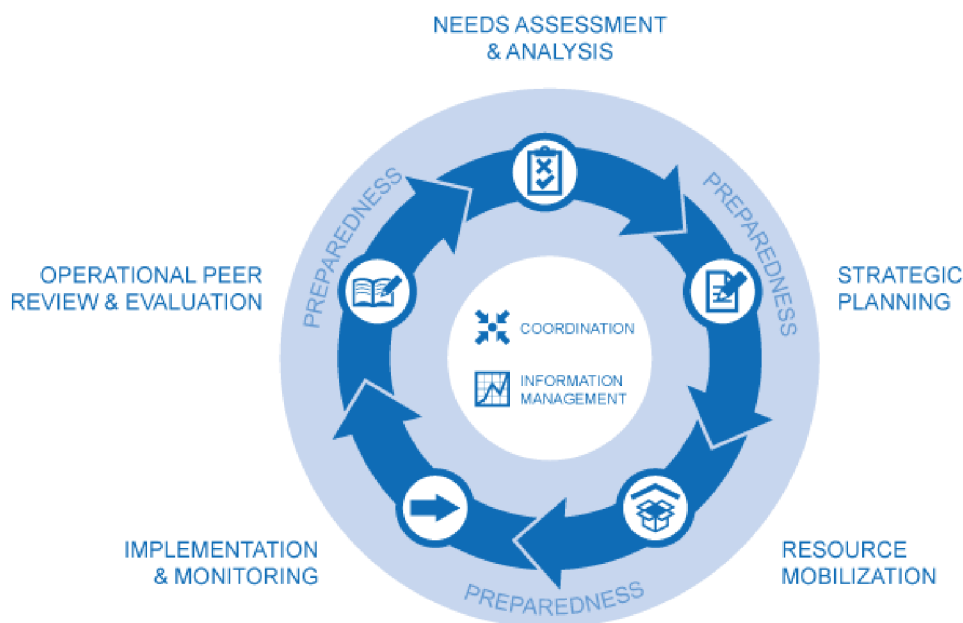 NEEDS ASSESSMENT
& ANALYSIS
PREPAREDNESS
PREPAREDNESS
OPERATIONAL PEER
REVIEW & EVALUATION
STRATEGIC
PLANNING
COORDINATION
INFORMATION
MANAGEMENT
IMPLEMENTATION
& MONITORING
RESOURCE
MOBILIZATION
PREPAREDNESS